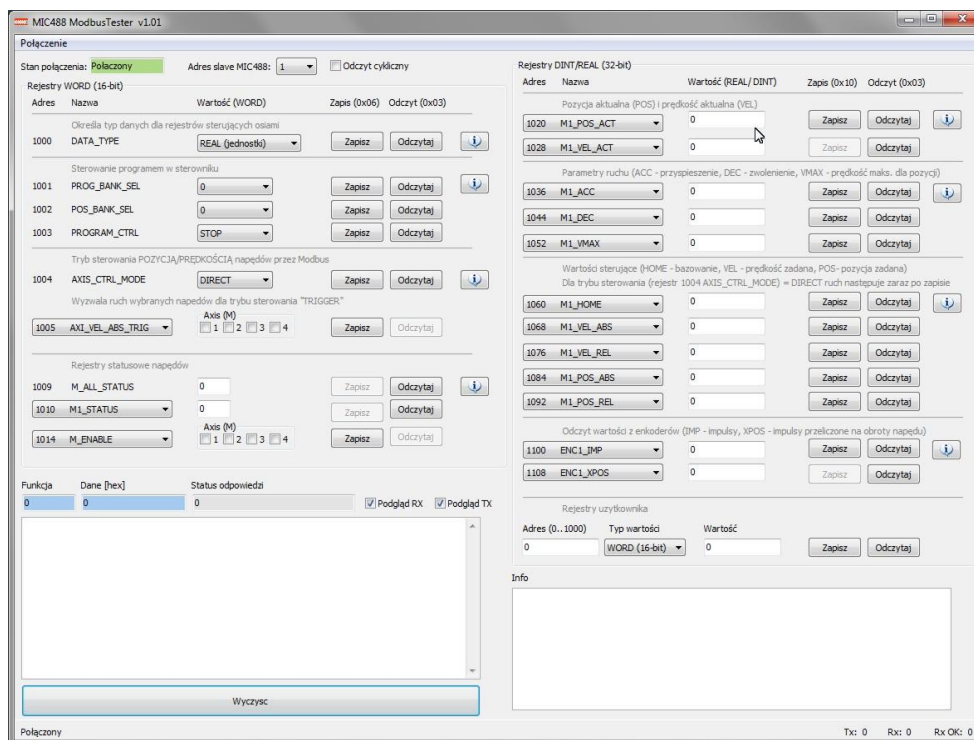 MIC488 ModbusTester v1.01
Połączenie
Stan połączenia: Połaczony Adres slave MIC488: 1 Odczyt cykliczny
Rejestry WORD (16-bit)
Adres Nazwa Wartość (WORD) Zapis (0x06) Odczyt (0x03)
Określa typ danych dla rejestrów sterujących osiami
1000 DATA_TYPE REAL (jednostki) Zapisz Odczytaj
Sterowanie programem w sterowniku
1001 PROG_BANK_SEL 0 Zapisz Odczytaj
1002 POS_BANK_SEL 0 Zapisz Odczytaj
1003 PROGRAM_CTRL STOP Zapisz Odczytaj
Tryb sterowania POZYCJĄ/PRĘDKOŚCIĄ napędów przez Modbus
1004 AXIS_CTRL_MODE DIRECT Zapisz Odczytaj
Wyzwala ruch wybranych napedów dla trybu sterowania "TRIGGER"
Axis (M)
1005 AXI_VEL_ABS_TRIG 1 2 3 4 Zapisz Odczytaj
Rejestry statusowe napędów
1009 M_ALL_STATUS 0 Zapisz Odczytaj
1010 M1_STATUS 0 Zapisz Odczytaj
Axis (M)
1014 M_ENABLE 1 2 3 4 Zapisz Odczytaj
Funkcja Dane [hex] Status odpowiedzi
0 0 0 Podgląd RX Podgląd TX
Wyczysc
Rejestry DINT/REAL (32-bit)
Adres Nazwa Wartość (REAL/ DINT) Zapis (0x10) Odczyt (0x03)
Pozycja aktualna (POS) i prędkość aktualna (VEL)
1020 M1_POS_ACT 0 Zapisz Odczytaj
1028 M1_VEL_ACT 0 Zapisz Odczytaj
Parametry ruchu (ACC - przyspieszenie, DEC - zwolenienie, VMAX - prędkość maks. dla pozycji)
1036 M1_ACC 0 Zapisz Odczytaj
1044 M1_DEC 0 Zapisz Odczytaj
1052 M1_VMAX 0 Zapisz Odczytaj
Wartości sterujące (HOME - bazowanie, VEL - prędkość zadana, POS- pozycja zadana)
Dla trybu sterowania (rejestr 1004 AXIS_CTRL_MODE) = DIRECT ruch następuje zaraz po zapisie
1060 M1_HOME 0 Zapisz Odczytaj
1068 M1_VEL_ABS 0 Zapisz Odczytaj
1076 M1_VEL_REL 0 Zapisz Odczytaj
1084 M1_POS_ABS 0 Zapisz Odczytaj
1092 M1_POS_REL 0 Zapisz Odczytaj
Odczyt wartości z enkoderów (IMP - impulsy, XPOS - impulsy przeliczone na obroty napędu)
1100 ENC1_IMP 0 Zapisz Odczytaj
1108 ENC1_XPOS 0 Zapisz Odczytaj
Rejestry uzytkownika
Adres (0..1000) Typ wartości Wartość
0 WORD (16-bit) 0 Zapisz Odczytaj
Info
Połączony Tx: 0 Rx: 0 Rx OK: 0